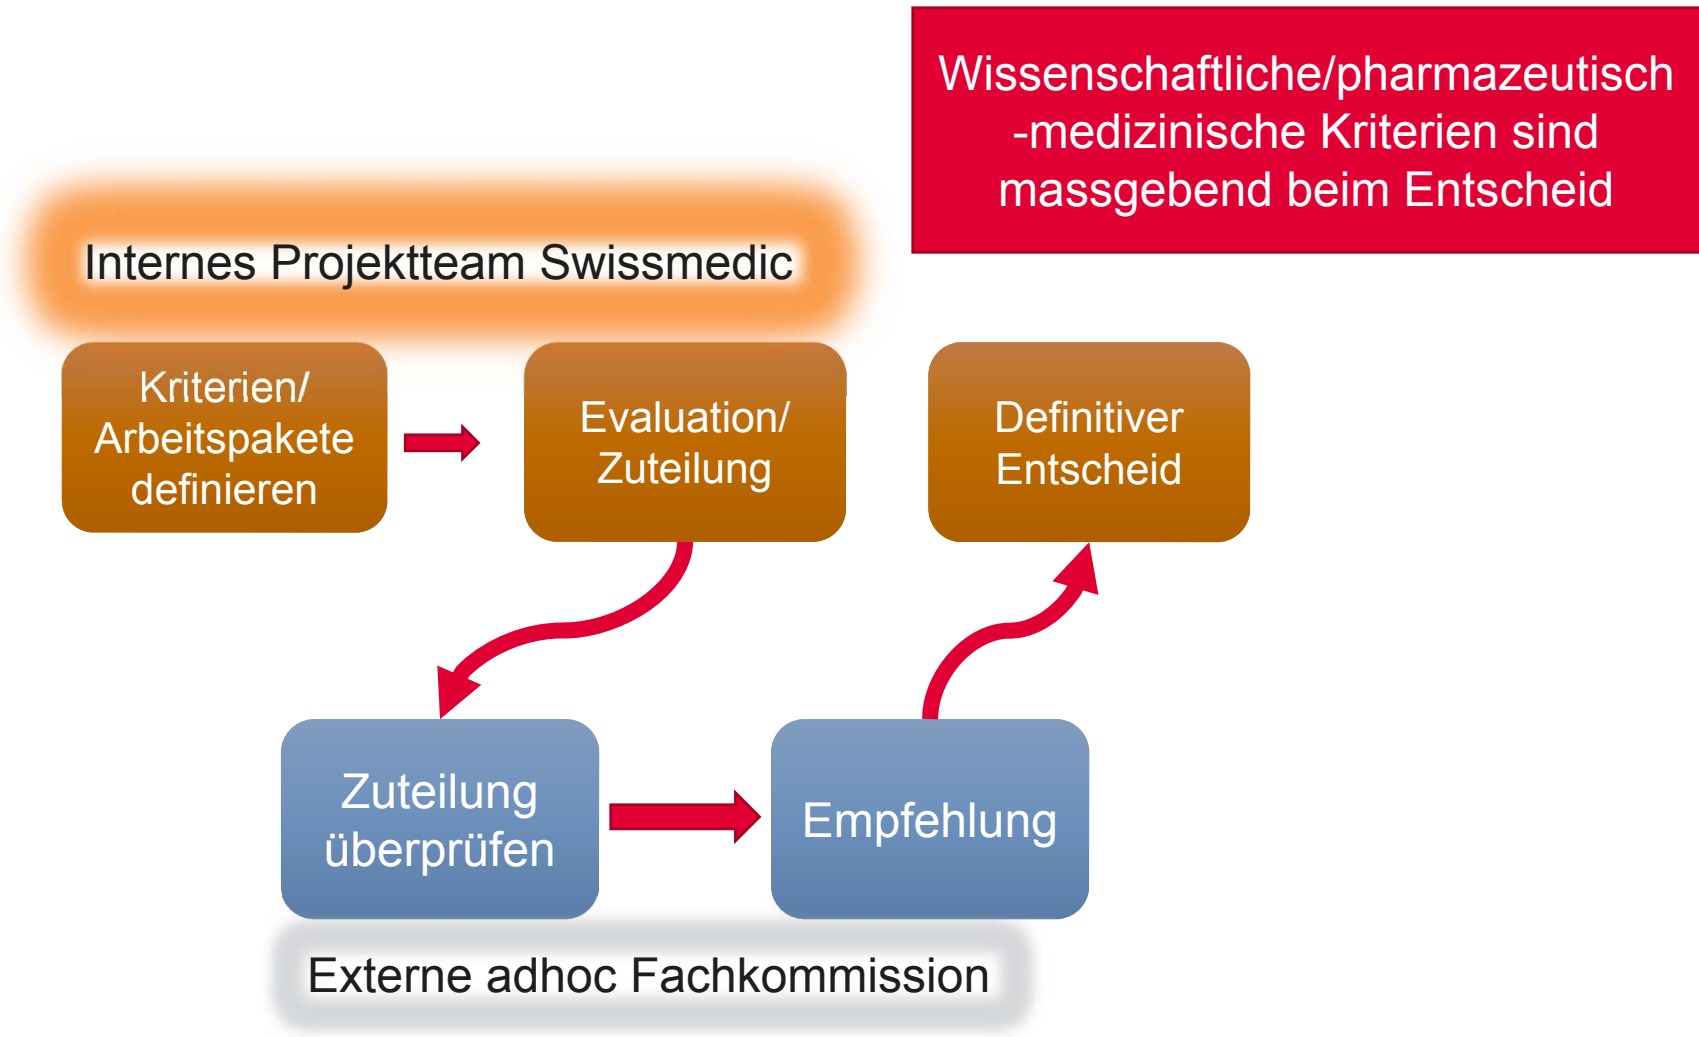 Wissenschaftliche/pharmazeutisch
-medizinische Kriterien sind
massgebend beim Entscheid
Internes Projektteam Swissmedic
Kriterien/
Arbeitspakete
definieren
Evaluation/
Zuteilung
Definitiver
Entscheid
Zuteilung
überprüfen
Empfehlung
Externe adhoc Fachkommission